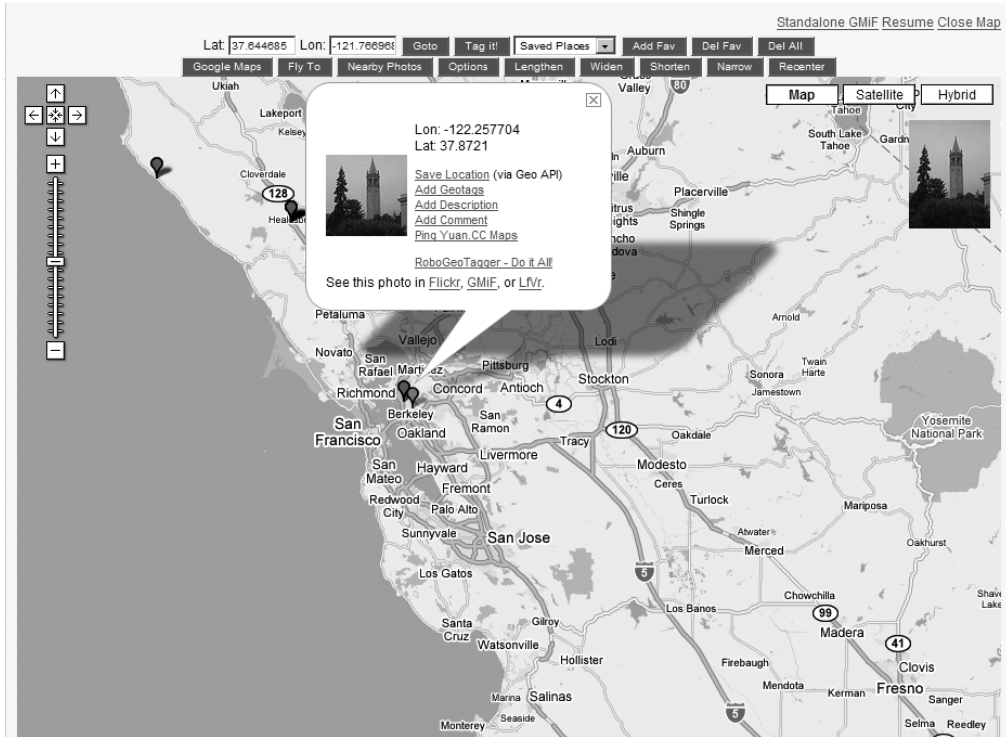 Standalone GMiF Resume Close Map
Lat: 37.644685 Lon: -121.766968 Goto Tag it! Saved Places Add Fav Del Fav Del All
Google Maps Fly To Nearby Photos Options Lengthen Widen Shorten Narrow Recenter
Map Satellite Hybrid
Ukiah
Lakeport
Kelsey
Cloverdale
128
Valley
80
Tahoe
South Lake
Tahoe
Gardn
Auburn
ville
Placerville
Shingle
Springs
Lon: -122.257704
Lat: 37.8721
Save Location (via Geo API)
Add Geotags
Add Description
Add Comment
Ping Yuan.CC Maps
RoboGeoTagger - Do it All!
See this photo in Flickr, GMiF, or LfVr.
Petaluma
Vallejo
Lodi
Arnold
Novato
San
Rafael
Martinez
Pittsburg
Twain
Harte
Sonora
Jamestown
Richmond
Concord
Antioch
Stockton
4
Berkeley
San
Francisco
Oakland
San
Ramon
120
Oakdale
Yosemite
National Park
Tracy
Livermore
San
Mateo
Hayward
Modesto
Fremont
Ceres
Redwood
City
Palo Alto
Turlock
Mariposa
Sunnyvale
San Jose
Atwater
Merced
Oakhurst
Los Gatos
5
Chowchilla
Shave
Lake
Los Banos
99
Santa
Cruz
Gilroy
Madera
41
Watsonville
Hollister
Firebaugh
Clovis
Marina
Salinas
Mendota
Kerman
Fresno
Sanger
Seaside
5
Monterey
Selma
Reedley